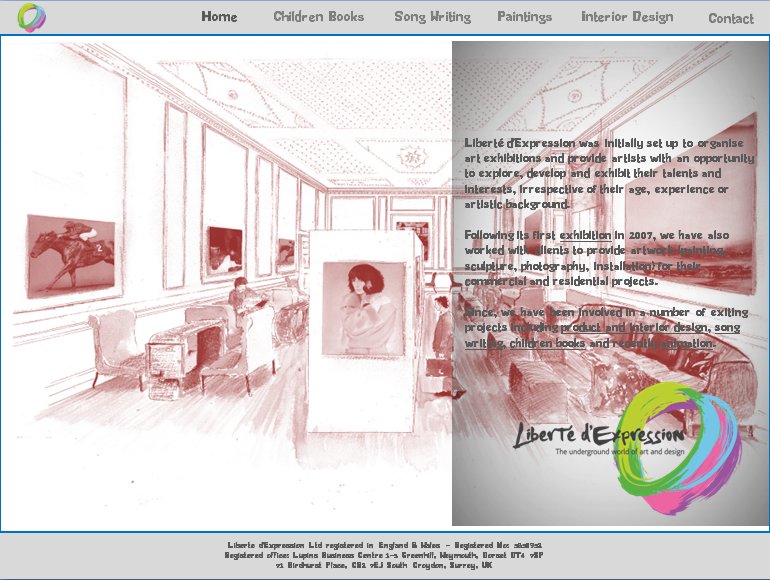 Home Children Books Song Writing Paintings Interior Design Contact
Liberté d'Expression was initially set up to organise
art exhibitions and provide artists with an opportunity
to explore, develop and exhibit their talents and
interests, irrespective of their age, experience or
artistic background.
Following its first exhibition in 2007, we have also
worked with clients to provide artwork (painting,
sculpture, photography, installation) for their
commercial and residential projects.
Since, we have been involved in a number of exiting
projects including product and interior design, song
writing, children books and recently animation.
2
Liberté d'Expression
The underground world of art and design
Liberte d'Expression Ltd registered in England & Wales - Registered No:
Registered office: Lupins Business Centre 1-3 Greenhill, Weymouth, Dorset DT4 7SP
71 Birdhurst Place, CR2 7EJ South Croydon, Surrey, UK